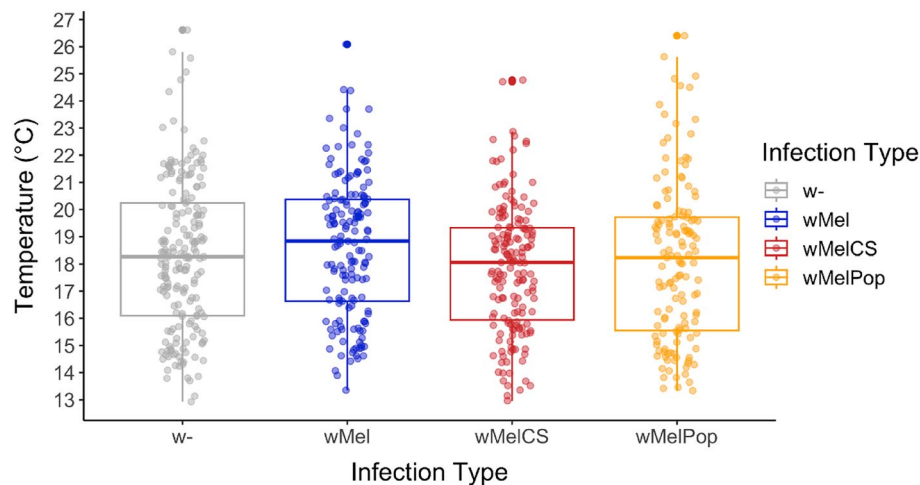 27
26
25
24
23
22
21
20
19
18
17
16
15
14
13
Temperature (°C)
w-
wMel
wMelCS
wMelPop
Infection Type
Infection Type
w-
wMel
wMelCS
wMelPop